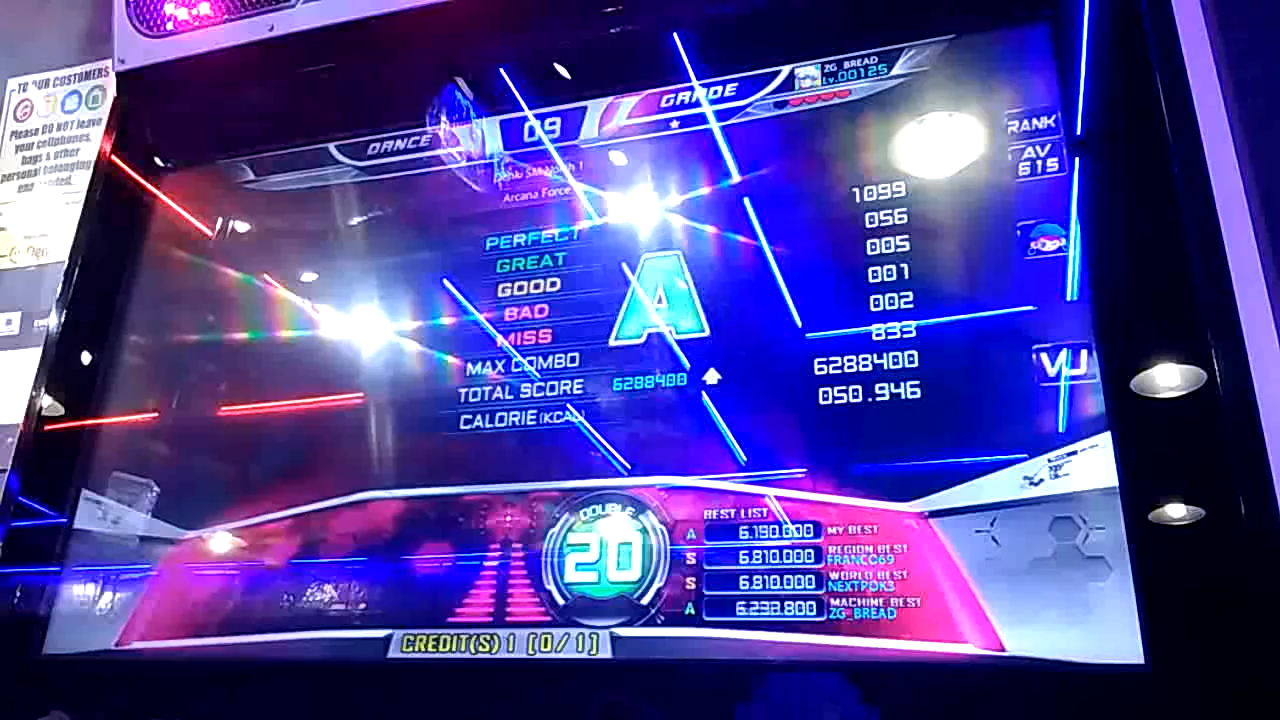 TO OUR CUSTOMERS
Please DO NOT leave
your cellphones,
bags & other
personal belonging
DANCE
09
GRADE
ZG_BREAD
Lv.00125
RANK
AV
615
Arcana Force
PERFECT 1099
GREAT 056
GOOD 005
BAD 001
MISS 002
MAX COMBO 833
TOTAL SCORE 6288400 6288400
CALORIE(KCAL) 050.946
A
VJ
DOUBLE
20
BEST LIST
A 6.190.000 MY BEST
S 6.810.000 REGION BEST
FRANCO69
S 6.810.000 WORLD BEST
NEXTPOK3
A MACHINE BEST
ZG_BREAD
CREDIT(S) 1 [0/1]